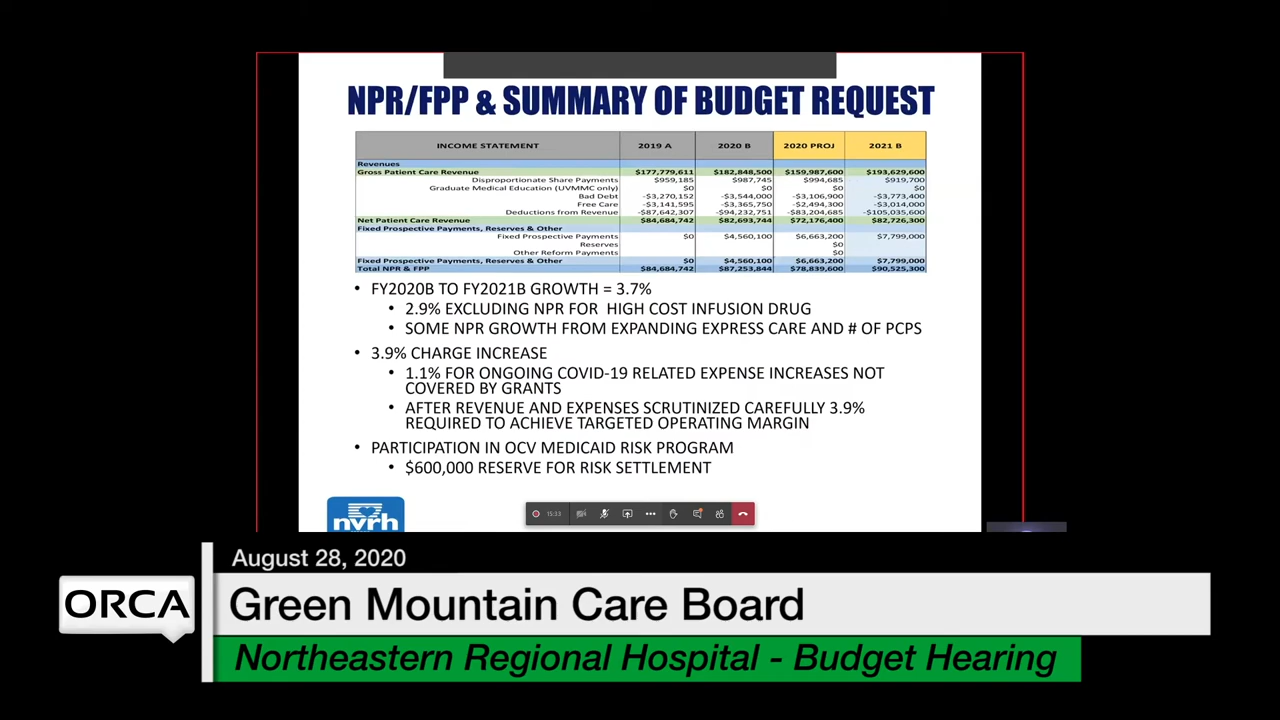 NPR/FPP & SUMMARY OF BUDGET REQUEST
INCOME STATEMENT 2019 A 2020 B 2020 PROJ 2021 B
Revenues
Gross Patient Care Revenue $177,779,611 $182,848,500 $159,987,600 $193,629,600
Disproportionate Share Payments $959,185 $987,745 $994,685 $919,700
Graduate Medical Education (UVMMC only) $0 $0 $0 $0
Bad Debt -$3,270,152 -$3,544,000 -$3,106,900 -$3,773,400
Free Care -$3,141,595 -$3,365,750 -$2,494,300 -$3,014,000
Deductions from Revenue -$87,642,307 -$94,232,751 -$83,204,685 -$105,035,600
Net Patient Care Revenue $84,684,742 $82,693,744 $72,176,400 $82,726,300
Fixed Prospective Payments, Reserves & Other
Fixed Prospective Payments $0 $4,560,100 $6,663,200 $7,799,000
Reserves $0
Other Reform Payments $0
Fixed Prospective Payments, Reserves & Other $0 $4,560,100 $6,663,200 $7,799,000
Total NPR & FPP $84,684,742 $87,253,844 $78,839,600 $90,525,300
• FY2020B TO FY2021B GROWTH = 3.7%
• 2.9% EXCLUDING NPR FOR HIGH COST INFUSION DRUG
• SOME NPR GROWTH FROM EXPANDING EXPRESS CARE AND # OF PCPS
• 3.9% CHARGE INCREASE
• 1.1% FOR ONGOING COVID-19 RELATED EXPENSE INCREASES NOT
COVERED BY GRANTS
• AFTER REVENUE AND EXPENSES SCRUTINIZED CAREFULLY 3.9%
REQUIRED TO ACHIEVE TARGETED OPERATING MARGIN
• PARTICIPATION IN OCV MEDICAID RISK PROGRAM
• $600,000 RESERVE FOR RISK SETTLEMENT
nvrh
15:33
August 28, 2020
ORCA
Green Mountain Care Board
Northeastern Regional Hospital - Budget Hearing